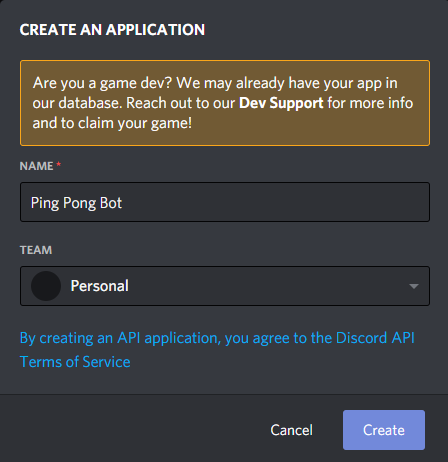 CREATE AN APPLICATION
Are you a game dev? We may already have your app in
our database. Reach out to our Dev Support for more info
and to claim your game!
NAME *
Ping Pong Bot
TEAM
Personal
By creating an API application, you agree to the Discord API
Terms of Service
Cancel
Create